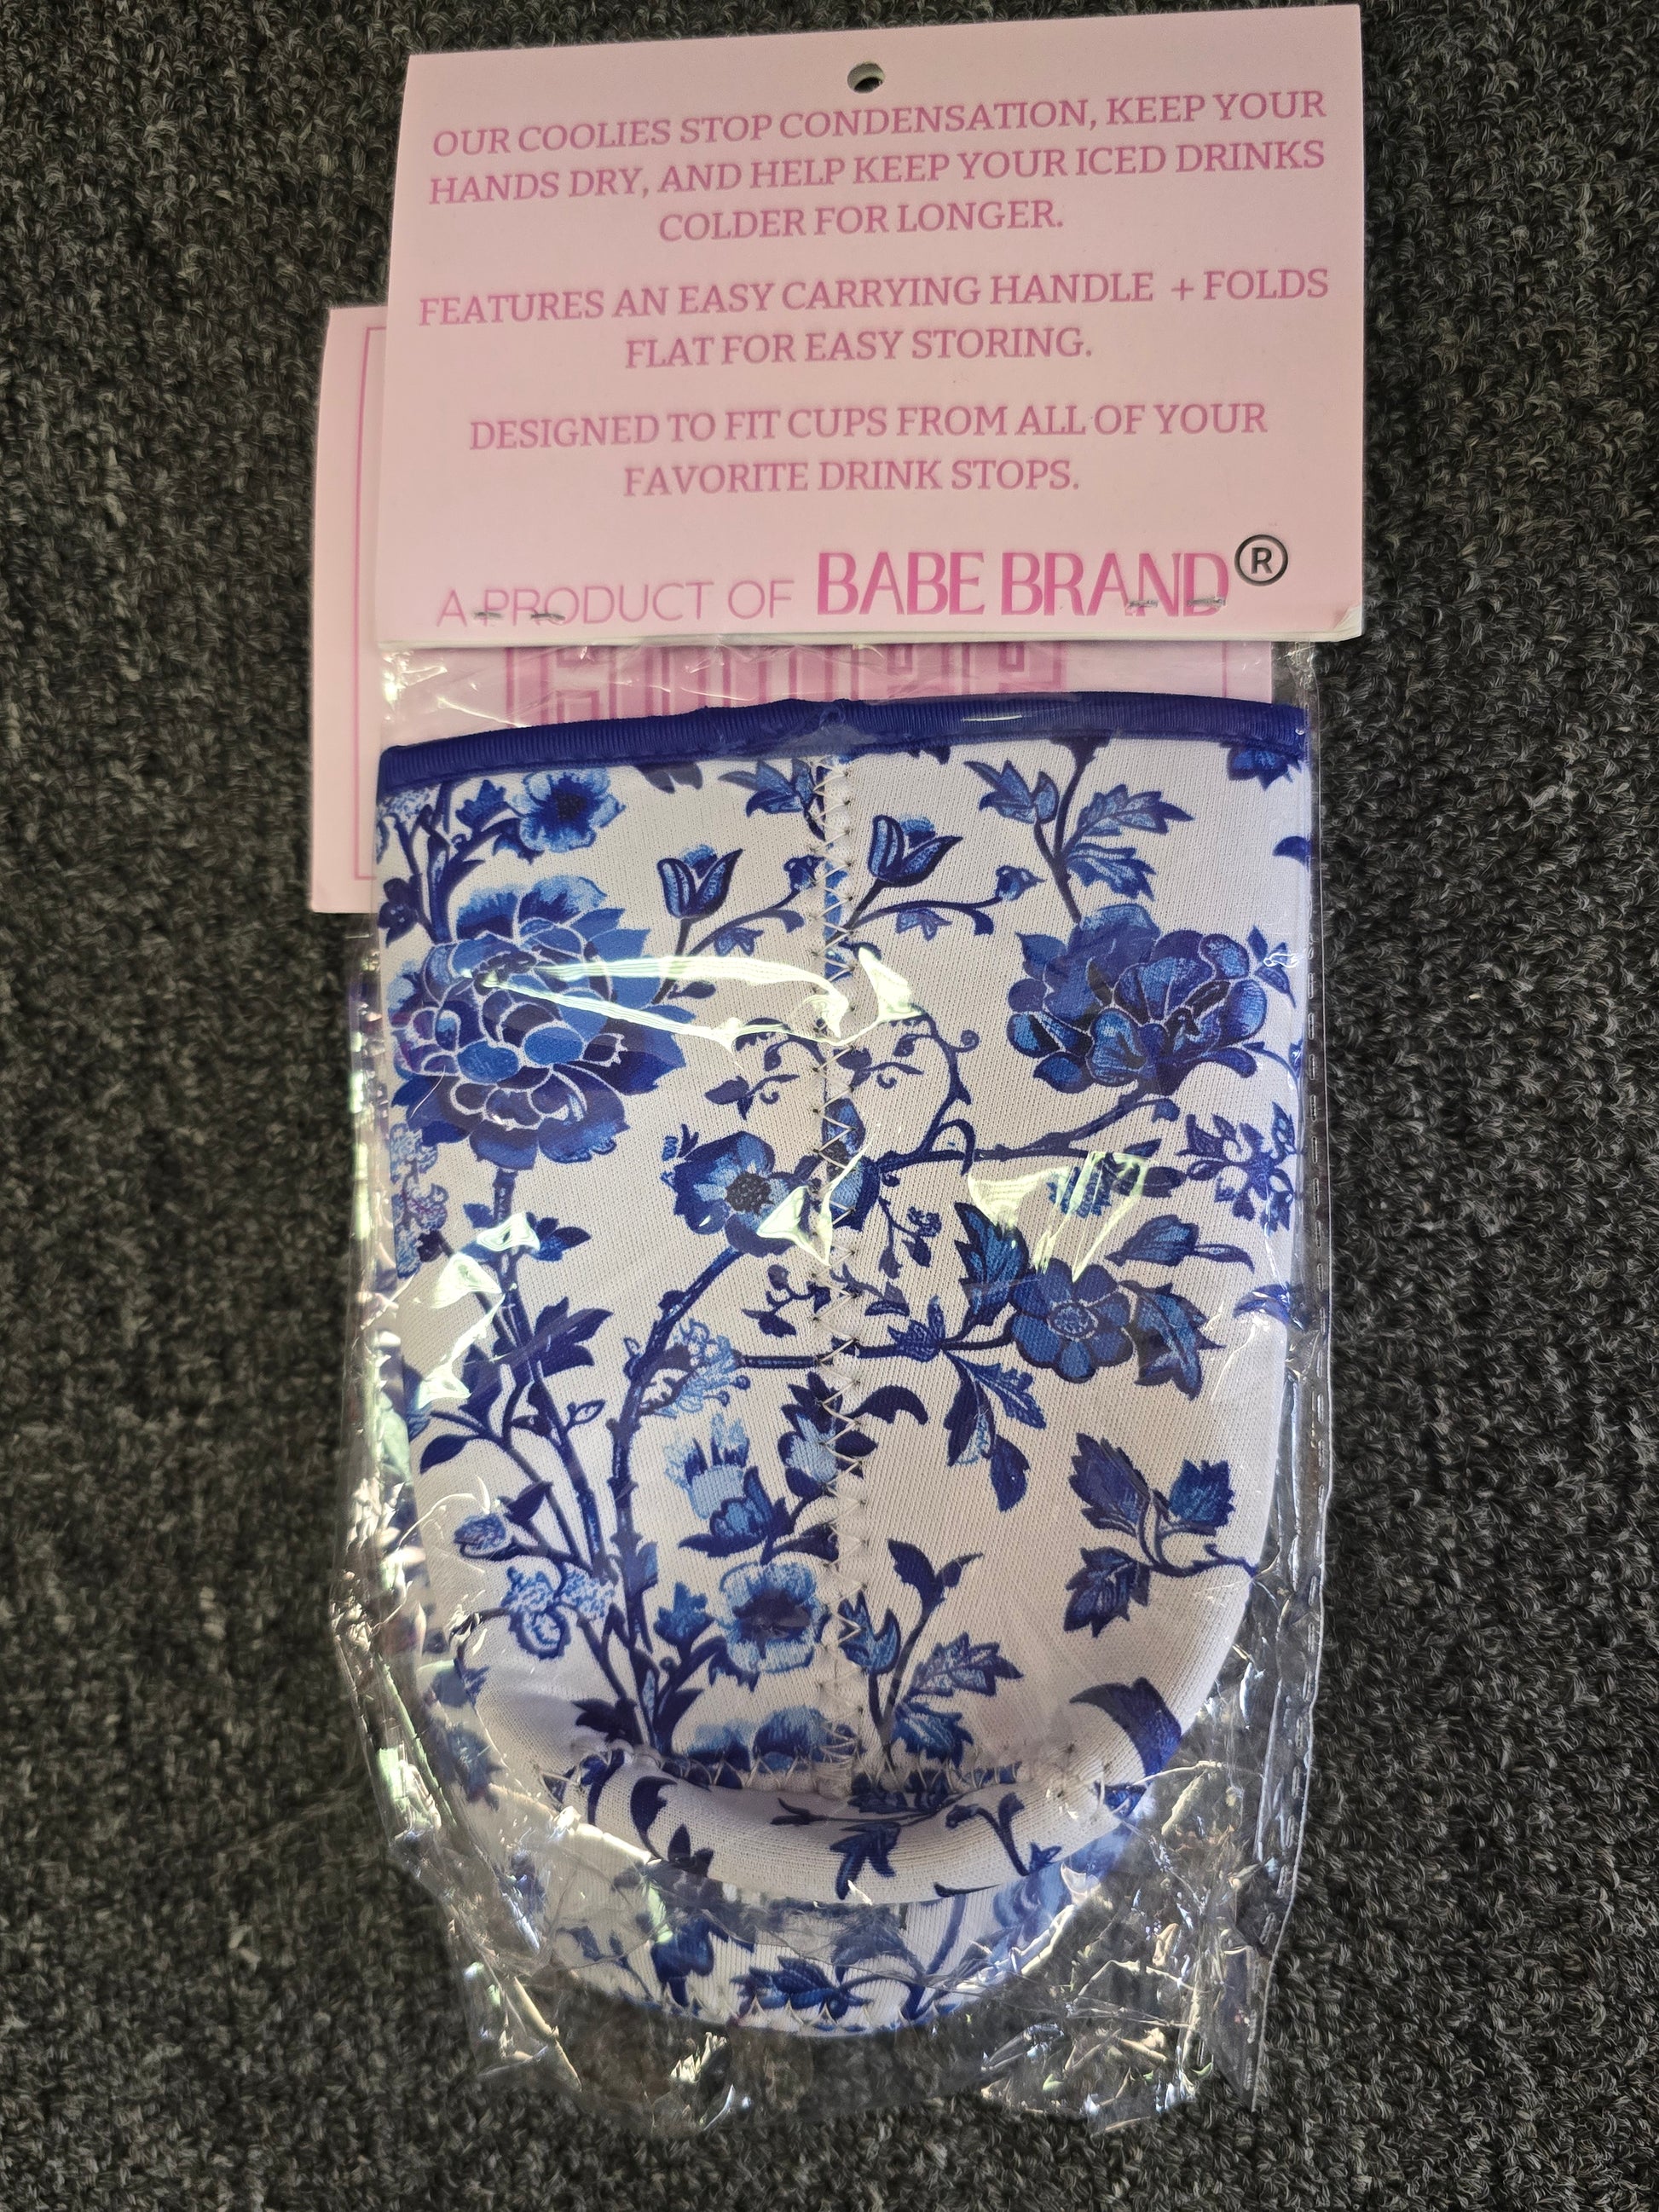 OUR COOLIES STOP CONDENSATION, KEEP YOUR
HANDS DRY, AND HELP KEEP YOUR ICED DRINKS
COLDER FOR LONGER.
FEATURES AN EASY CARRYING HANDLE + FOLDS
FLAT FOR EASY STORING.
DESIGNED TO FIT CUPS FROM ALL OF YOUR
FAVORITE DRINK STOPS.
A PRODUCT OF BABE BRAND®